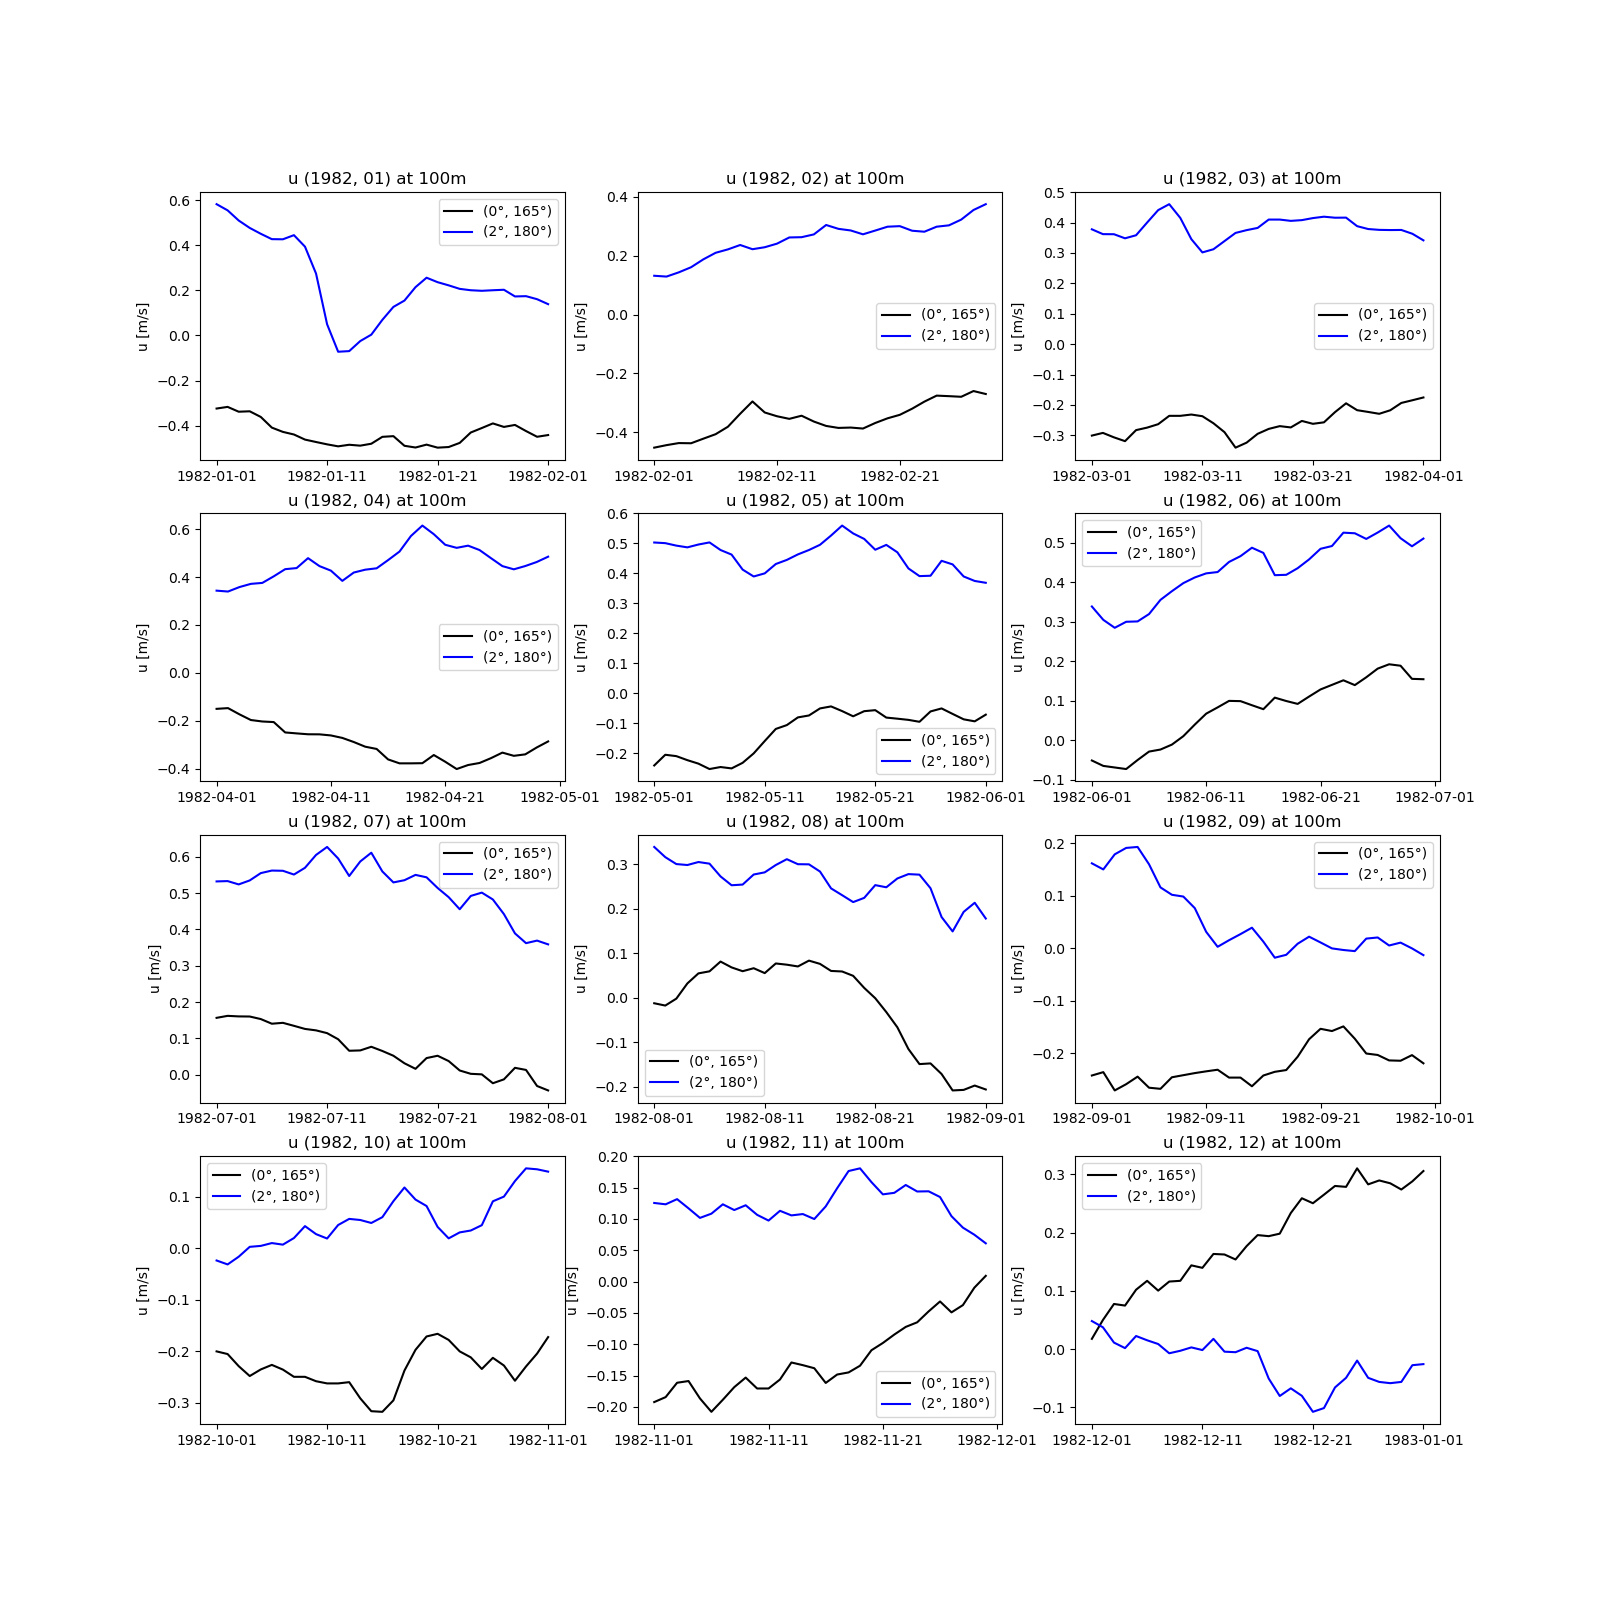 u (1982, 01) at 100m
u [m/s]
0.6
0.4
0.2
0.0
−0.2
−0.4
(0°, 165°)
(2°, 180°)
1982-01-01 1982-01-11 1982-01-21 1982-02-01
u (1982, 02) at 100m
u [m/s]
0.4
0.2
0.0
−0.2
−0.4
(0°, 165°)
(2°, 180°)
1982-02-01 1982-02-11 1982-02-21
u (1982, 03) at 100m
u [m/s]
0.5
0.4
0.3
0.2
0.1
0.0
−0.1
−0.2
−0.3
(0°, 165°)
(2°, 180°)
1982-03-01 1982-03-11 1982-03-21 1982-04-01
u (1982, 04) at 100m
u [m/s]
0.6
0.4
0.2
0.0
−0.2
−0.4
(0°, 165°)
(2°, 180°)
1982-04-01 1982-04-11 1982-04-21 1982-05-01
u (1982, 05) at 100m
u [m/s]
0.6
0.5
0.4
0.3
0.2
0.1
0.0
−0.1
−0.2
(0°, 165°)
(2°, 180°)
1982-05-01 1982-05-11 1982-05-21 1982-06-01
u (1982, 06) at 100m
u [m/s]
0.5
0.4
0.3
0.2
0.1
0.0
−0.1
(0°, 165°)
(2°, 180°)
1982-06-01 1982-06-11 1982-06-21 1982-07-01
u (1982, 07) at 100m
u [m/s]
0.6
0.5
0.4
0.3
0.2
0.1
0.0
(0°, 165°)
(2°, 180°)
1982-07-01 1982-07-11 1982-07-21 1982-08-01
u (1982, 08) at 100m
u [m/s]
0.3
0.2
0.1
0.0
−0.1
−0.2
(0°, 165°)
(2°, 180°)
1982-08-01 1982-08-11 1982-08-21 1982-09-01
u (1982, 09) at 100m
u [m/s]
0.2
0.1
0.0
−0.1
−0.2
(0°, 165°)
(2°, 180°)
1982-09-01 1982-09-11 1982-09-21 1982-10-01
u (1982, 10) at 100m
u [m/s]
0.1
0.0
−0.1
−0.2
−0.3
(0°, 165°)
(2°, 180°)
1982-10-01 1982-10-11 1982-10-21 1982-11-01
u (1982, 11) at 100m
u [m/s]
0.20
0.15
0.10
0.05
0.00
−0.05
−0.10
−0.15
−0.20
(0°, 165°)
(2°, 180°)
1982-11-01 1982-11-11 1982-11-21 1982-12-01
u (1982, 12) at 100m
u [m/s]
0.3
0.2
0.1
0.0
−0.1
(0°, 165°)
(2°, 180°)
1982-12-01 1982-12-11 1982-12-21 1983-01-01